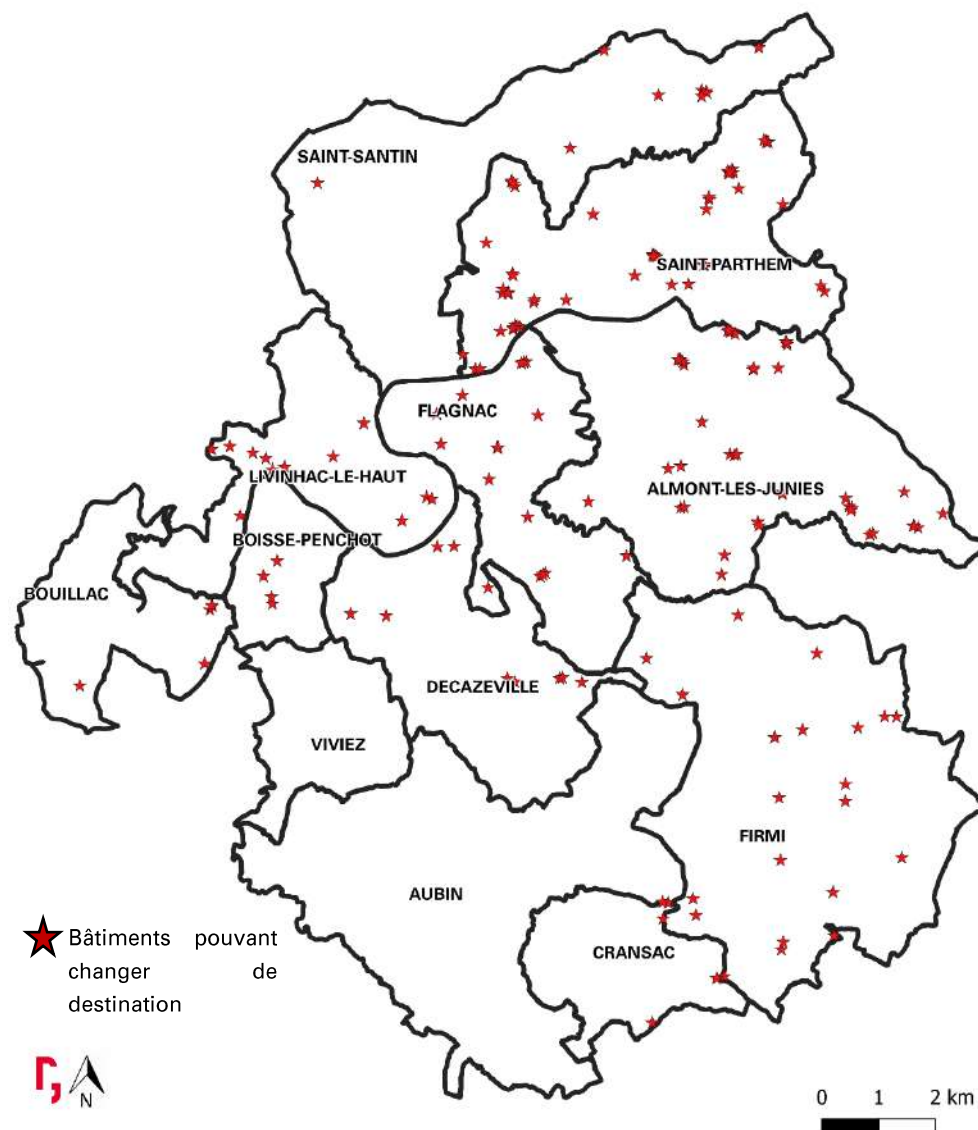 SAINT-SANTIN
SAINT-PARTHEM
FLAGNAC
LIVINHAC-LE-HAUT
ALMONT-LES-JUNIES
BOISSE-PENCHOT
BOUILLAC
DECAZEVILLE
VIVIEZ
FIRMI
AUBIN
CRANSAC
Bâtiments pouvant
changer de
destination
r,
N
0 1 2 km